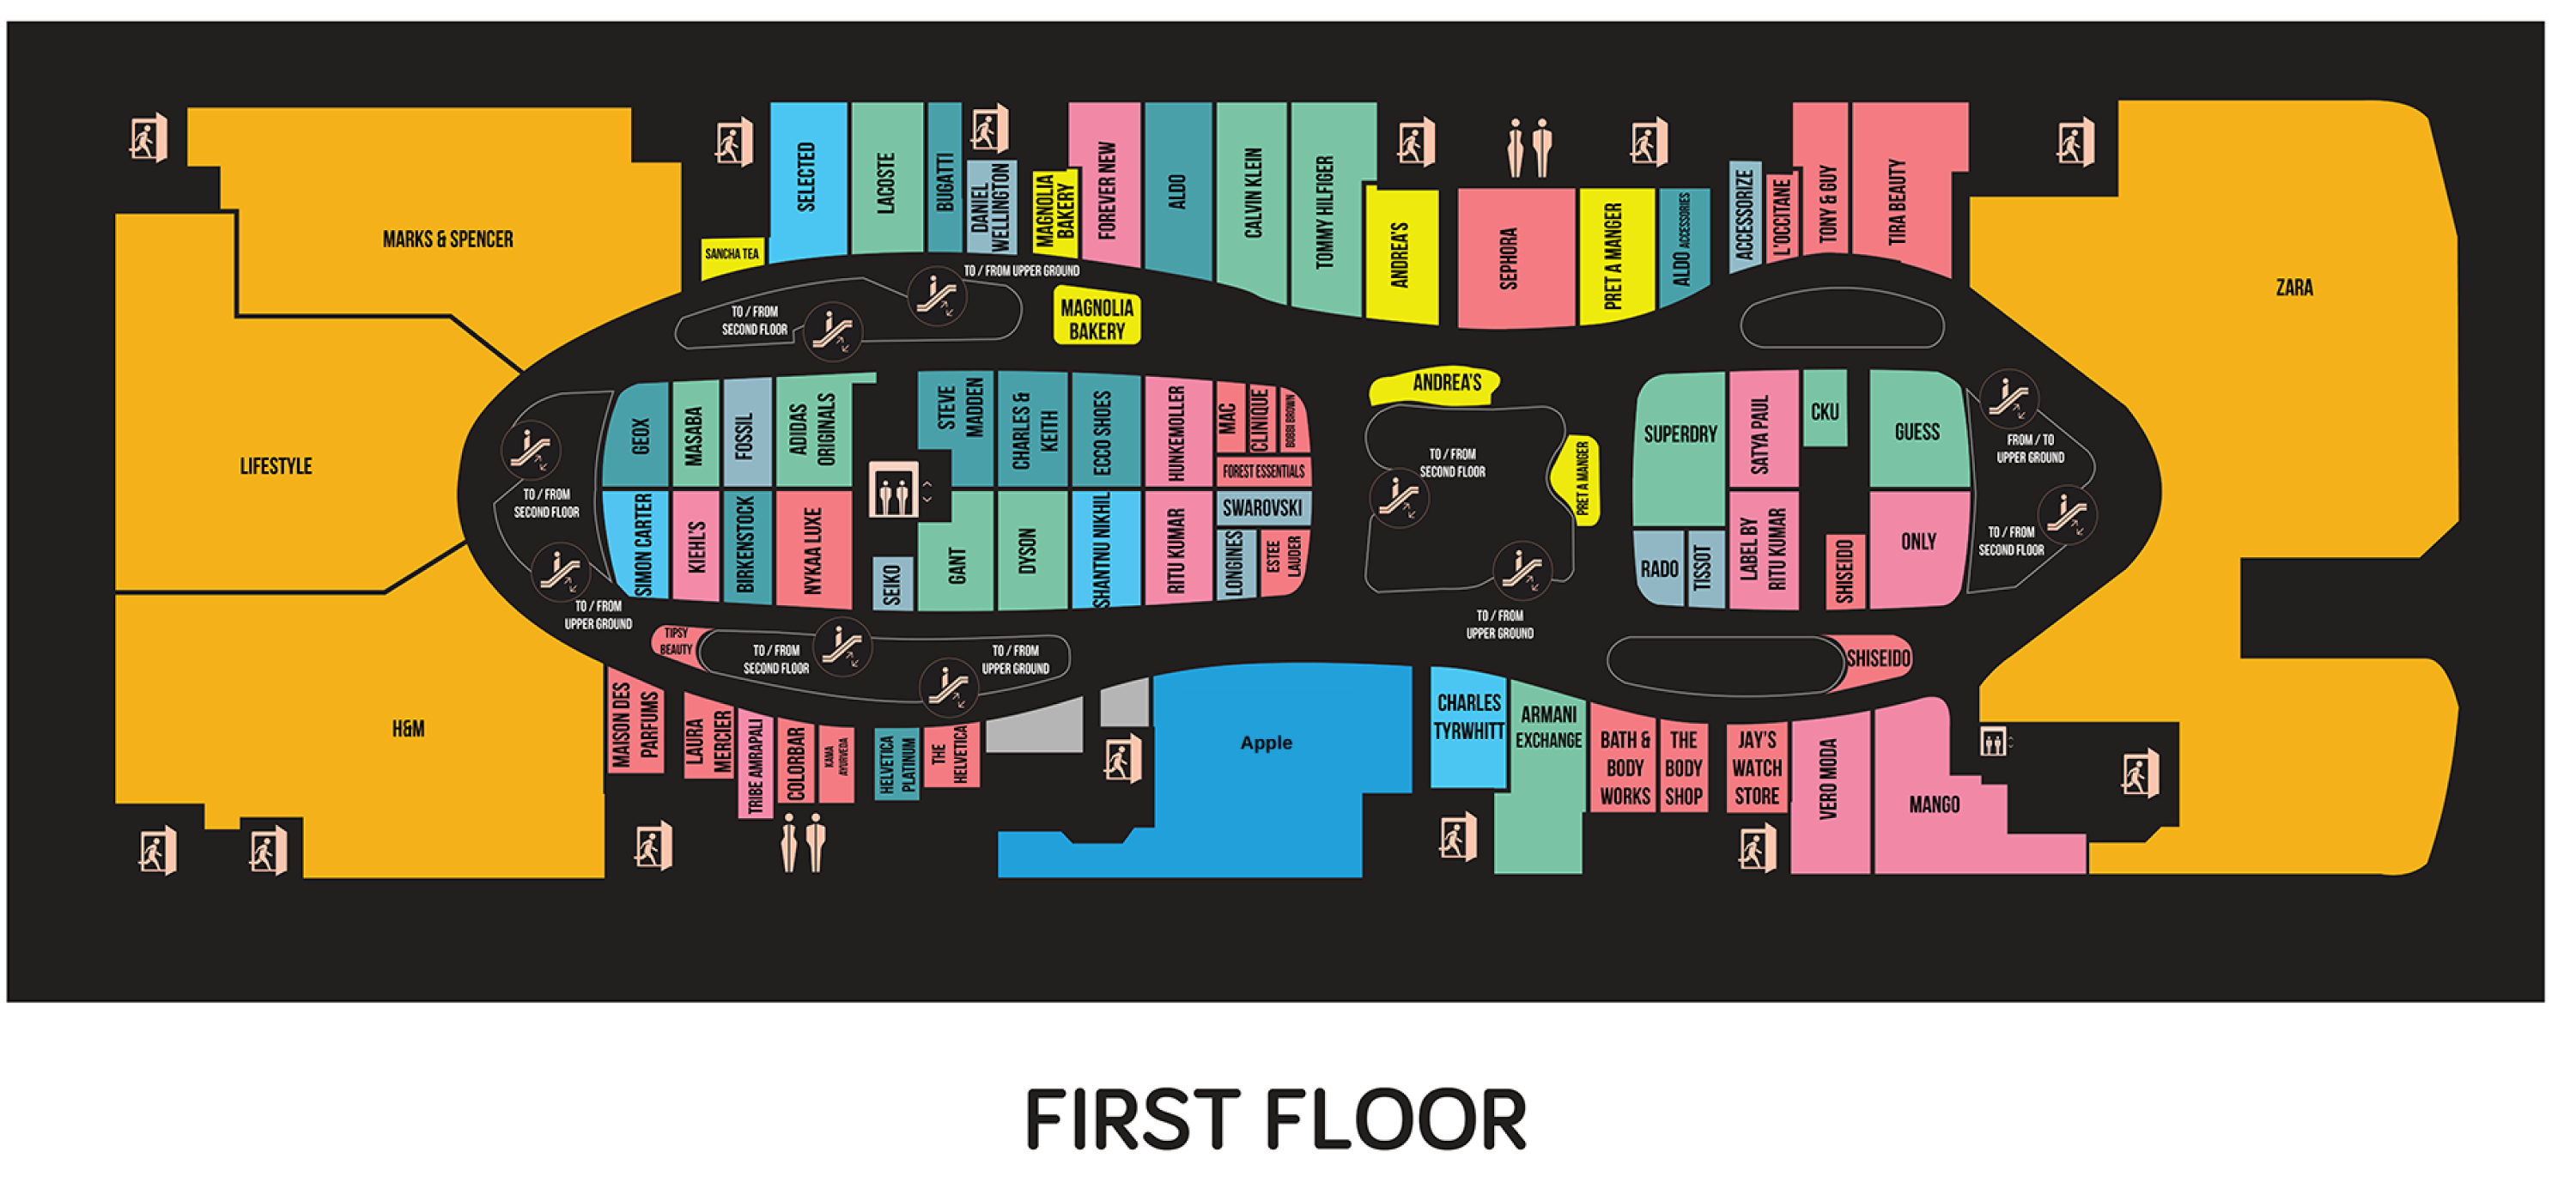 MARKS & SPENCER
LIFESTYLE
H&M
SANCHA TEA
SELECTED
LACOSTE
BUGATTI
DANIEL
WELLINGTON
MAGNOLIA
BAKERY
FOREVER NEW
ALDO
CALVIN KLEIN
TOMMY HILFIGER
ANDREA'S
SEPHORA
PRET A MANGER
ALDO ACCESSORIES
ACCESSORIZE
L'OCCITANE
TONY & GUY
TIRA BEAUTY
ZARA
TO / FROM UPPER GROUND
TO / FROM
SECOND FLOOR
MAGNOLIA
BAKERY
TO / FROM
SECOND FLOOR
TO / FROM
UPPER GROUND
GEOX
MASABA
FOSSIL
ADIDAS
ORIGINALS
STEVE
MADDEN
CHARLES &
KEITH
ECCO SHOES
HUNKEMOLLER
MAC
CLINIQUE
BOBBI BROWN
FOREST ESSENTIALS
SIMON CARTER
KIEHL'S
BIRKENSTOCK
NYKAA LUXE
SEIKO
GANT
DYSON
SHANTNU NIKHIL
RITU KUMAR
SWAROVSKI
LONGINES
ESTEE
LAUDER
ANDREA'S
TO / FROM
SECOND FLOOR
PRET A MANGER
TO / FROM
UPPER GROUND
SUPERDRY
SATYA PAUL
CKU
GUESS
RADO
TISSOT
LABEL BY
RITU KUMAR
SHISEIDO
ONLY
FROM / TO
UPPER GROUND
TO / FROM
SECOND FLOOR
TIPSY
BEAUTY
TO / FROM
SECOND FLOOR
TO / FROM
UPPER GROUND
SHISEIDO
MAISON DES
PARFUMS
LAURA
MERCIER
TRIBE AMRAPALI
COLORBAR
KAMA
AYURVEDA
HELVETICA
PLATINUM
THE
HELVETICA
Apple
CHARLES
TYRWHITT
ARMANI
EXCHANGE
BATH &
BODY
WORKS
THE
BODY
SHOP
JAY'S
WATCH
STORE
VERO MODA
MANGO
FIRST FLOOR